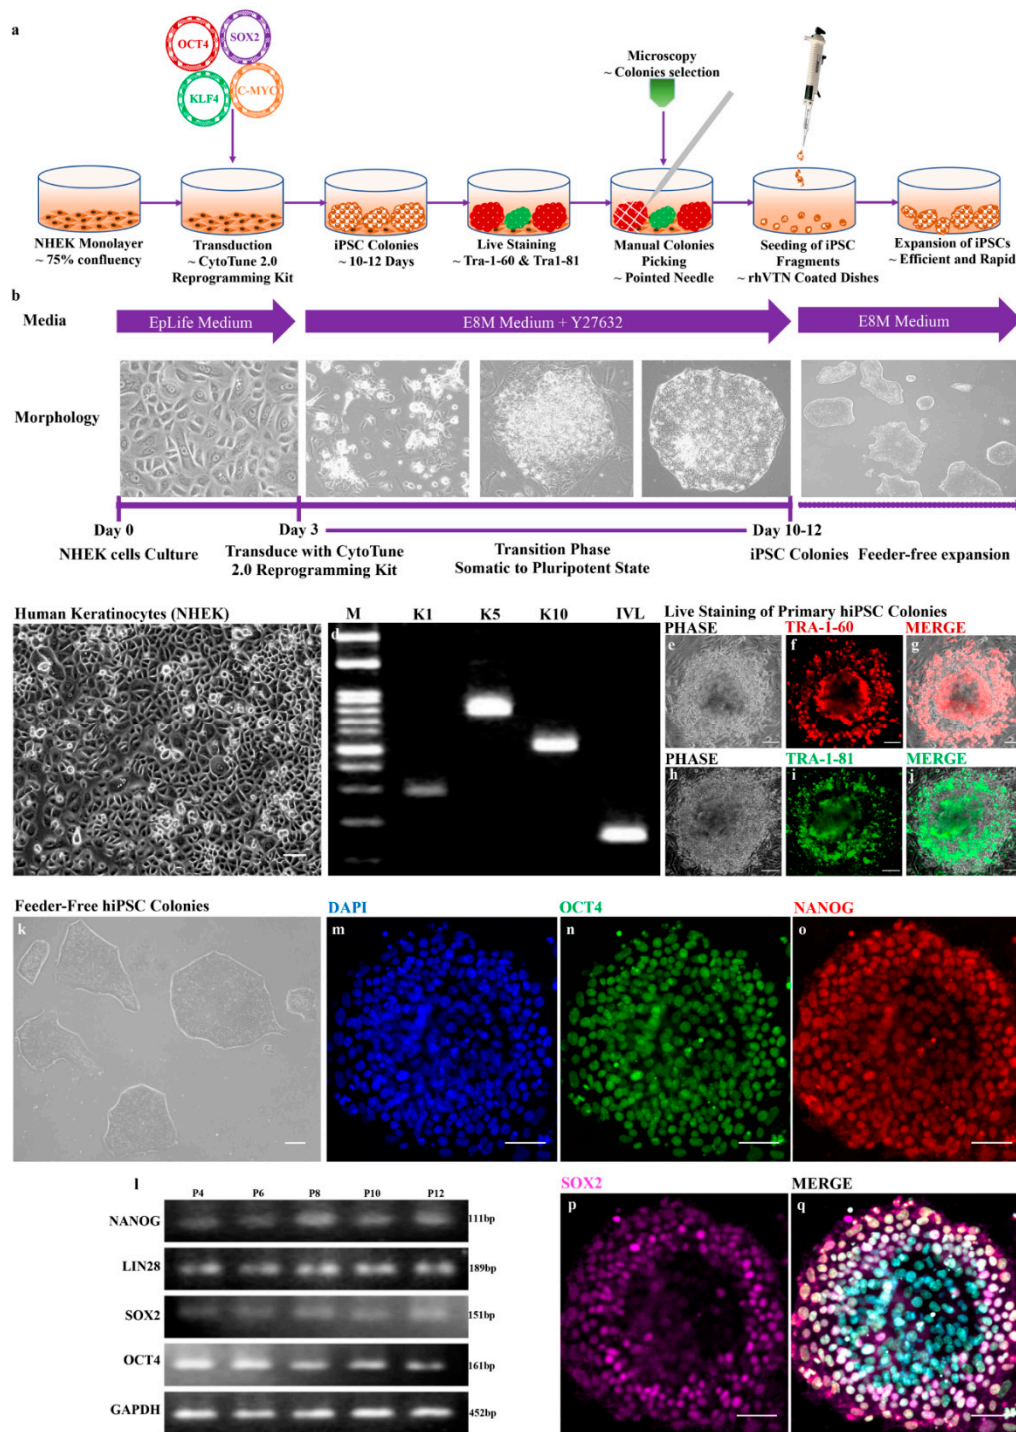 a
OCT4
SOX2
KLF4
C-MYC
Microscopy
~ Colonies selection
NHEK Monolayer
~ 75% confluency
Transduction
~ CytoTune 2.0
Reprogramming Kit
iPSC Colonies
~ 10-12 Days
Live Staining
~ Tra-1-60 & Tra1-81
Manual Colonies
Picking
~ Pointed Needle
Seeding of iPSC
Fragments
~ rhVTN Coated Dishes
Expansion of iPSCs
~ Efficient and Rapid
b
Media
EpLife Medium
E8M Medium + Y27632
E8M Medium
Morphology
Day 0
Day 3
Day 10-12
NHEK cells Culture
Transduce with CytoTune
2.0 Reprogramming Kit
Transition Phase
Somatic to Pluripotent State
iPSC Colonies
Feeder-free expansion
Human Keratinocytes (NHEK)
M K1 K5 K10 IVL
d
Live Staining of Primary hiPSC Colonies
PHASE TRA-1-60 MERGE
e f g
PHASE TRA-1-81 MERGE
h i j
Feeder-Free hiPSC Colonies
k
DAPI OCT4 NANOG
m n o
l
P4 P6 P8 P10 P12
NANOG 111bp
LIN28 189bp
SOX2 151bp
OCT4 161bp
GAPDH 452bp
SOX2 MERGE
p q